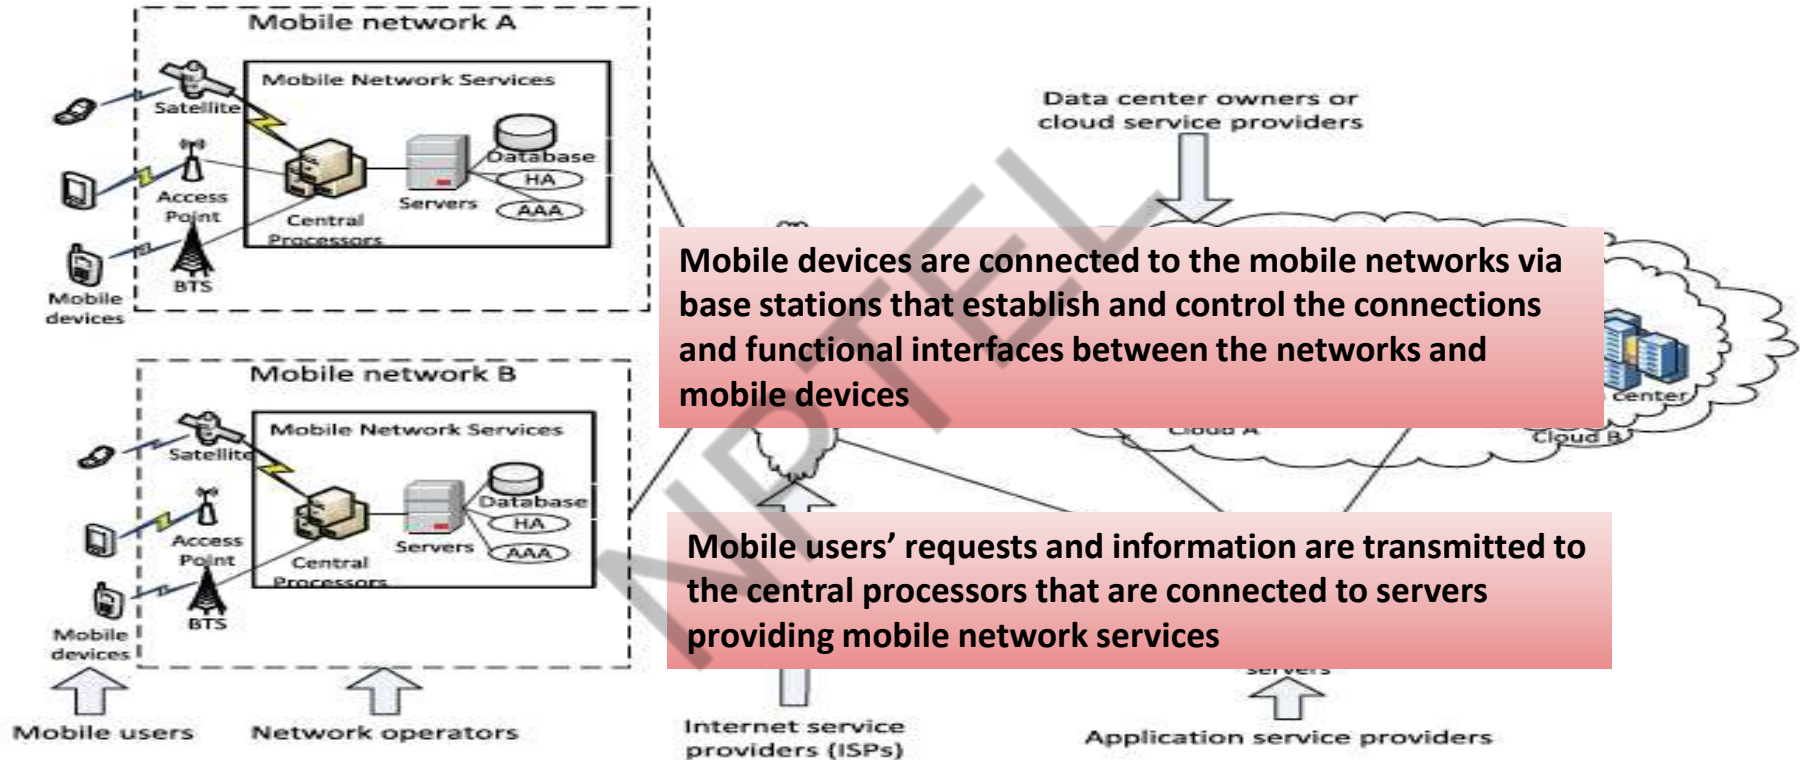 Mobile network A
Mobile Network Services
Satellite
Database
HA
AAA
Access
Point
Servers
Central
Processors
BTS
Mobile
devices
Data center owners or
cloud service providers
Mobile devices are connected to the mobile networks via
base stations that establish and control the connections
and functional interfaces between the networks and
mobile devices
center
Cloud A
Cloud B
Mobile network B
Mobile Network Services
Satellite
Database
HA
AAA
Access
Point
Servers
Central
Processors
BTS
Mobile
devices
Mobile users’ requests and information are transmitted to
the central processors that are connected to servers
providing mobile network services
servers
Mobile users
Network operators
Internet service
providers (ISPs)
Application service providers
NPTEL